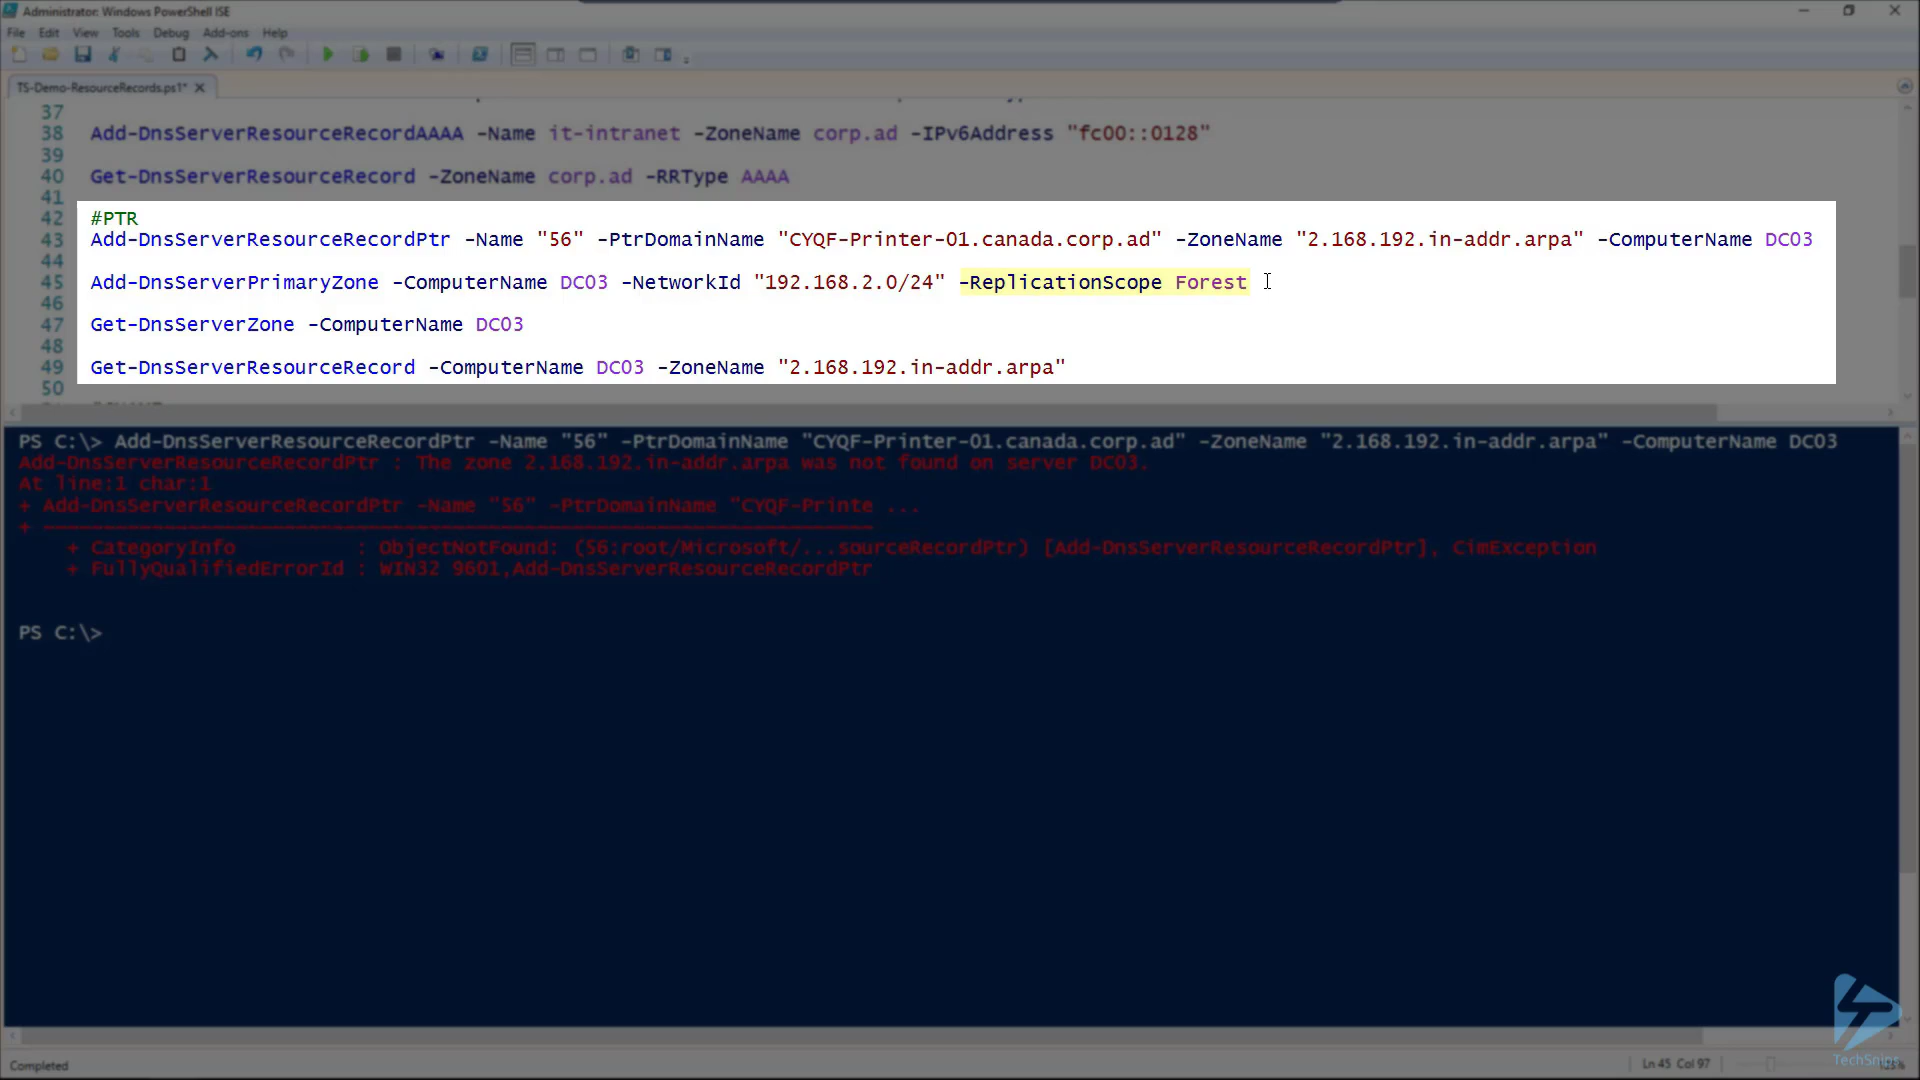 Administrator: Windows PowerShell ISE
File Edit View Tools Debug Add-ons Help
TS-Demo-ResourceRecords.ps1* X
37
38 Add-DnsServerResourceRecordAAAA -Name it-intranet -ZoneName corp.ad -IPv6Address "fc00::0128"
39
40 Get-DnsServerResourceRecord -ZoneName corp.ad -RRType AAAA
41
42 #PTR
43 Add-DnsServerResourceRecordPtr -Name "56" -PtrDomainName "CYQF-Printer-01.canada.corp.ad" -ZoneName "2.168.192.in-addr.arpa" -ComputerName DC03
44
45 Add-DnsServerPrimaryZone -ComputerName DC03 -NetworkId "192.168.2.0/24" -ReplicationScope Forest
46
47 Get-DnsServerZone -ComputerName DC03
48
49 Get-DnsServerResourceRecord -ComputerName DC03 -ZoneName "2.168.192.in-addr.arpa"
50
PS C:\> Add-DnsServerResourceRecordPtr -Name "56" -PtrDomainName "CYQF-Printer-01.canada.corp.ad" -ZoneName "2.168.192.in-addr.arpa" -ComputerName DC03
Add-DnsServerResourceRecordPtr : The zone 2.168.192.in-addr.arpa was not found on server DC03.
At line:1 char:1
+ Add-DnsServerResourceRecordPtr -Name "56" -PtrDomainName "CYQF-Printe ...
+ ~~~~~~~~~~~~~~~~~~~~~~~~~~~~~~~~~~~~~~~~~~~~~~~~~~~~~~~~~~~~~~~~~~~~~
+ CategoryInfo : ObjectNotFound: (56:root/Microsoft/...sourceRecordPtr) [Add-DnsServerResourceRecordPtr], CimException
+ FullyQualifiedErrorId : WIN32 9601,Add-DnsServerResourceRecordPtr
PS C:\>
TechSnips
Completed
Ln 45 Col 97